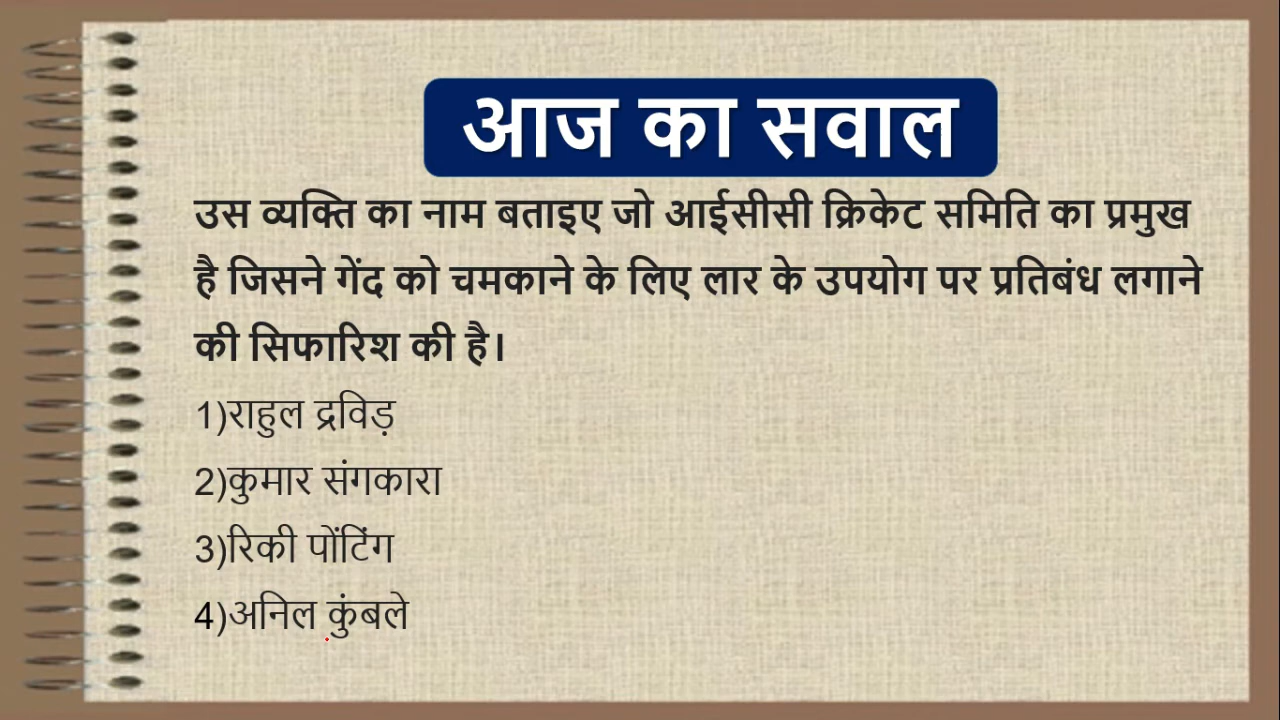 आज का सवाल
उस व्यक्ति का नाम बताइए जो आईसीसी क्रिकेट समिति का प्रमुख
है जिसने गेंद को चमकाने के लिए लार के उपयोग पर प्रतिबंध लगाने
की सिफारिश की है।
1)राहुल द्रविड़
2)कुमार संगकारा
3)रिकी पोंटिंग
4)अनिल कुंबले